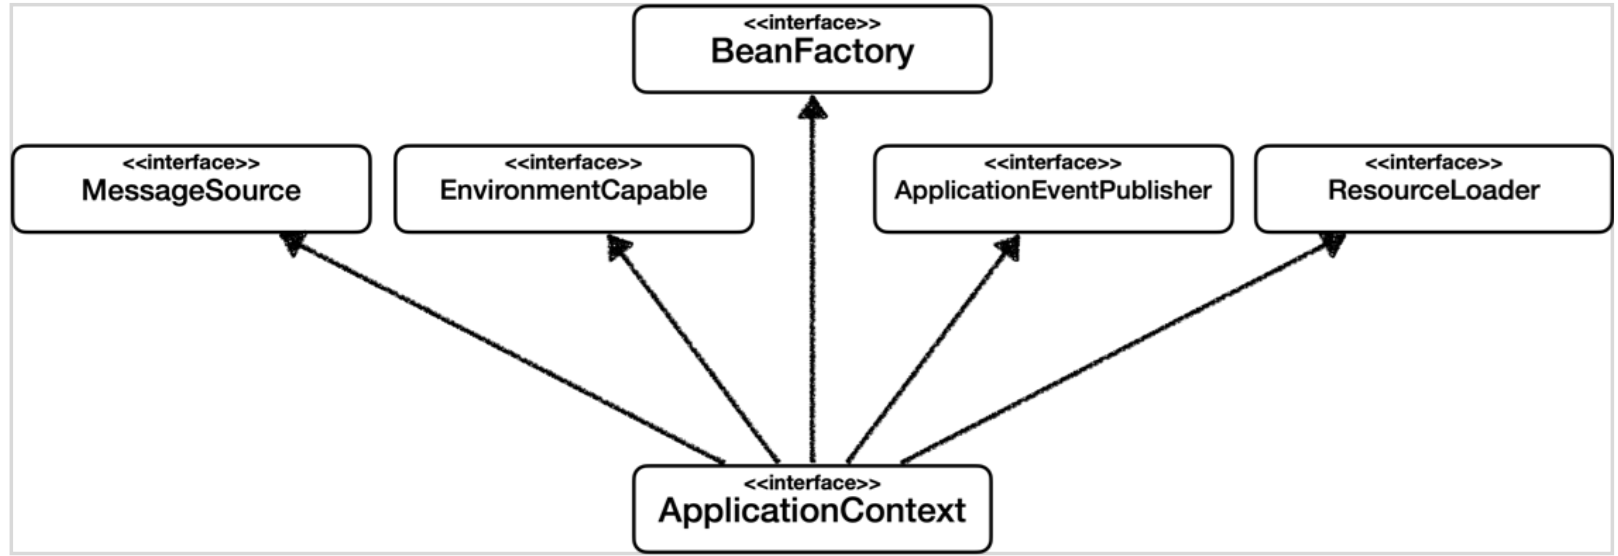 <<interface>>
BeanFactory
<<interface>>
MessageSource
<<interface>>
EnvironmentCapable
<<interface>>
ApplicationEventPublisher
<<interface>>
ResourceLoader
<<interface>>
ApplicationContext